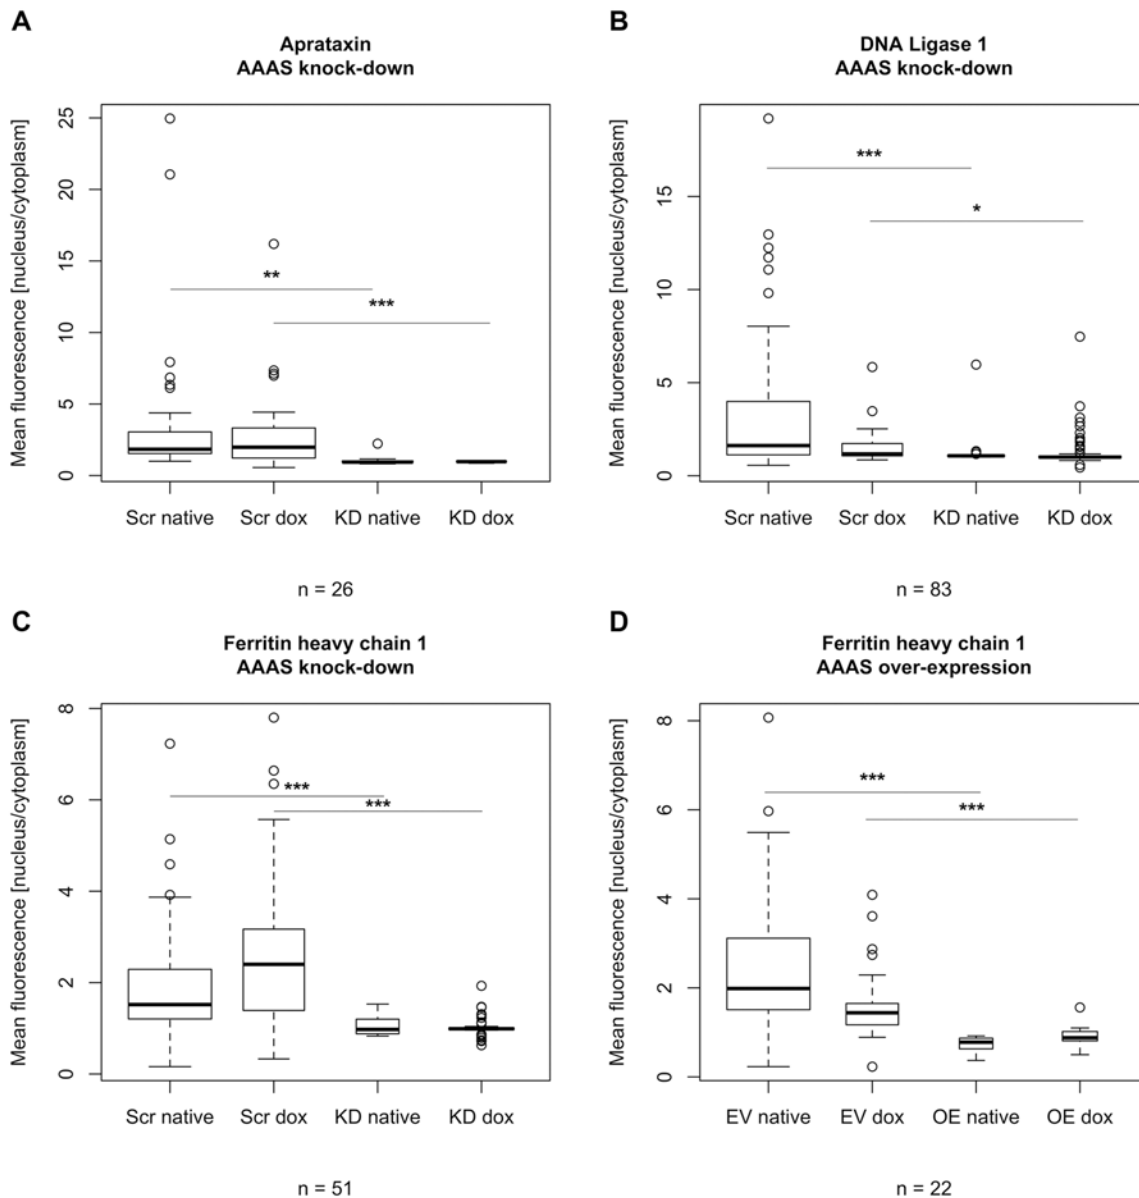 A
Aprataxin
AAAS knock-down
Mean fluorescence [nucleus/cytoplasm]
25
20
15
10
5
0
**
***
Scr native Scr dox KD native KD dox
n = 26
B
DNA Ligase 1
AAAS knock-down
Mean fluorescence [nucleus/cytoplasm]
15
10
5
0
***
*
Scr native Scr dox KD native KD dox
n = 83
C
Ferritin heavy chain 1
AAAS knock-down
Mean fluorescence [nucleus/cytoplasm]
8
6
4
2
0
***
***
Scr native Scr dox KD native KD dox
n = 51
D
Ferritin heavy chain 1
AAAS over-expression
Mean fluorescence [nucleus/cytoplasm]
8
6
4
2
0
***
***
EV native EV dox OE native OE dox
n = 22